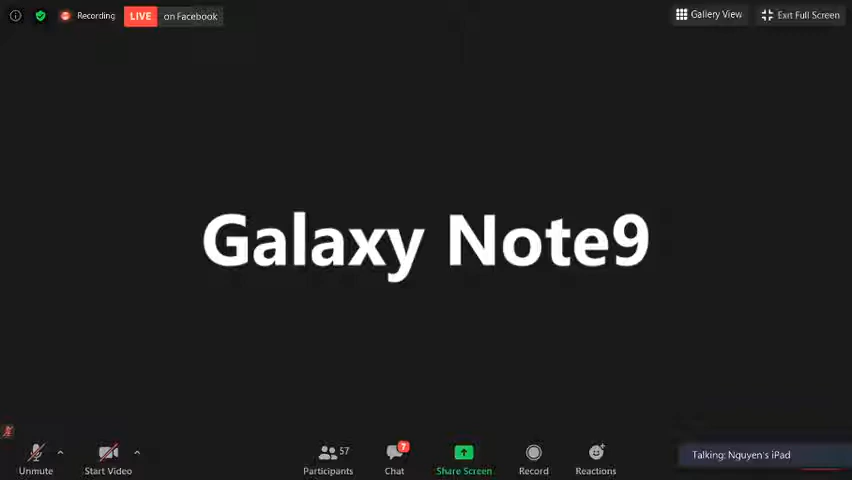 Recording LIVE on Facebook Gallery View Exit Full Screen
Galaxy Note9
57 7
Talking: Nguyen's iPad
Unmute Start Video Participants Chat Share Screen Record Reactions